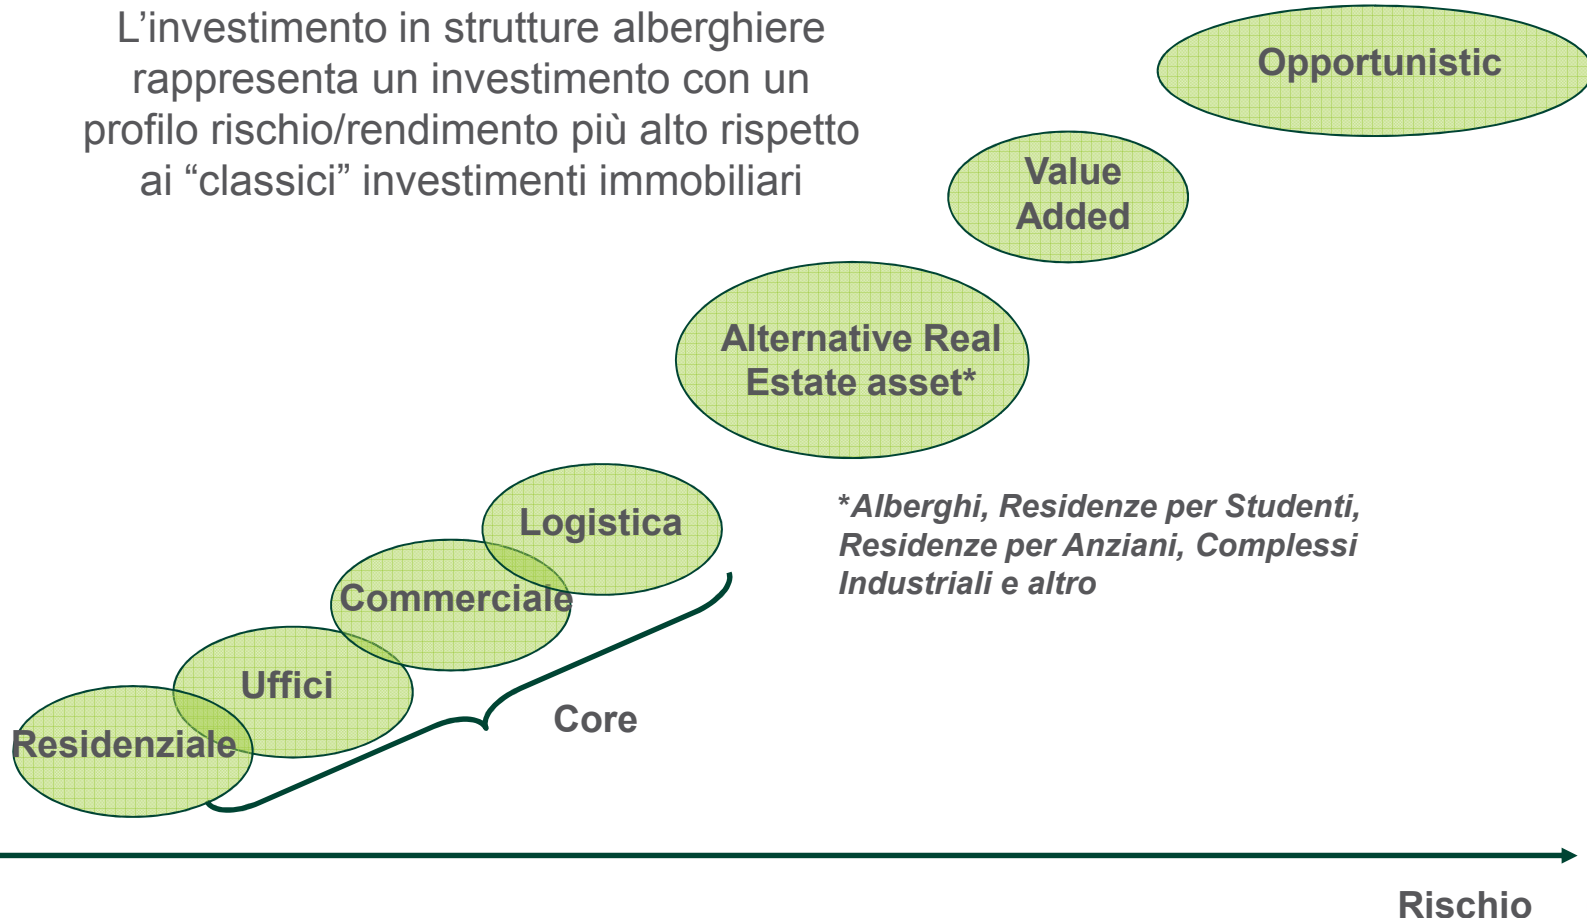 L’investimento in strutture alberghiere
rappresenta un investimento con un
profilo rischio/rendimento più alto rispetto
ai “classici” investimenti immobiliari
Opportunistic
Value
Added
Alternative Real
Estate asset*
*Alberghi, Residenze per Studenti,
Residenze per Anziani, Complessi
Industriali e altro
Logistica
Commerciale
Uffici
Residenziale
Core
Rischio